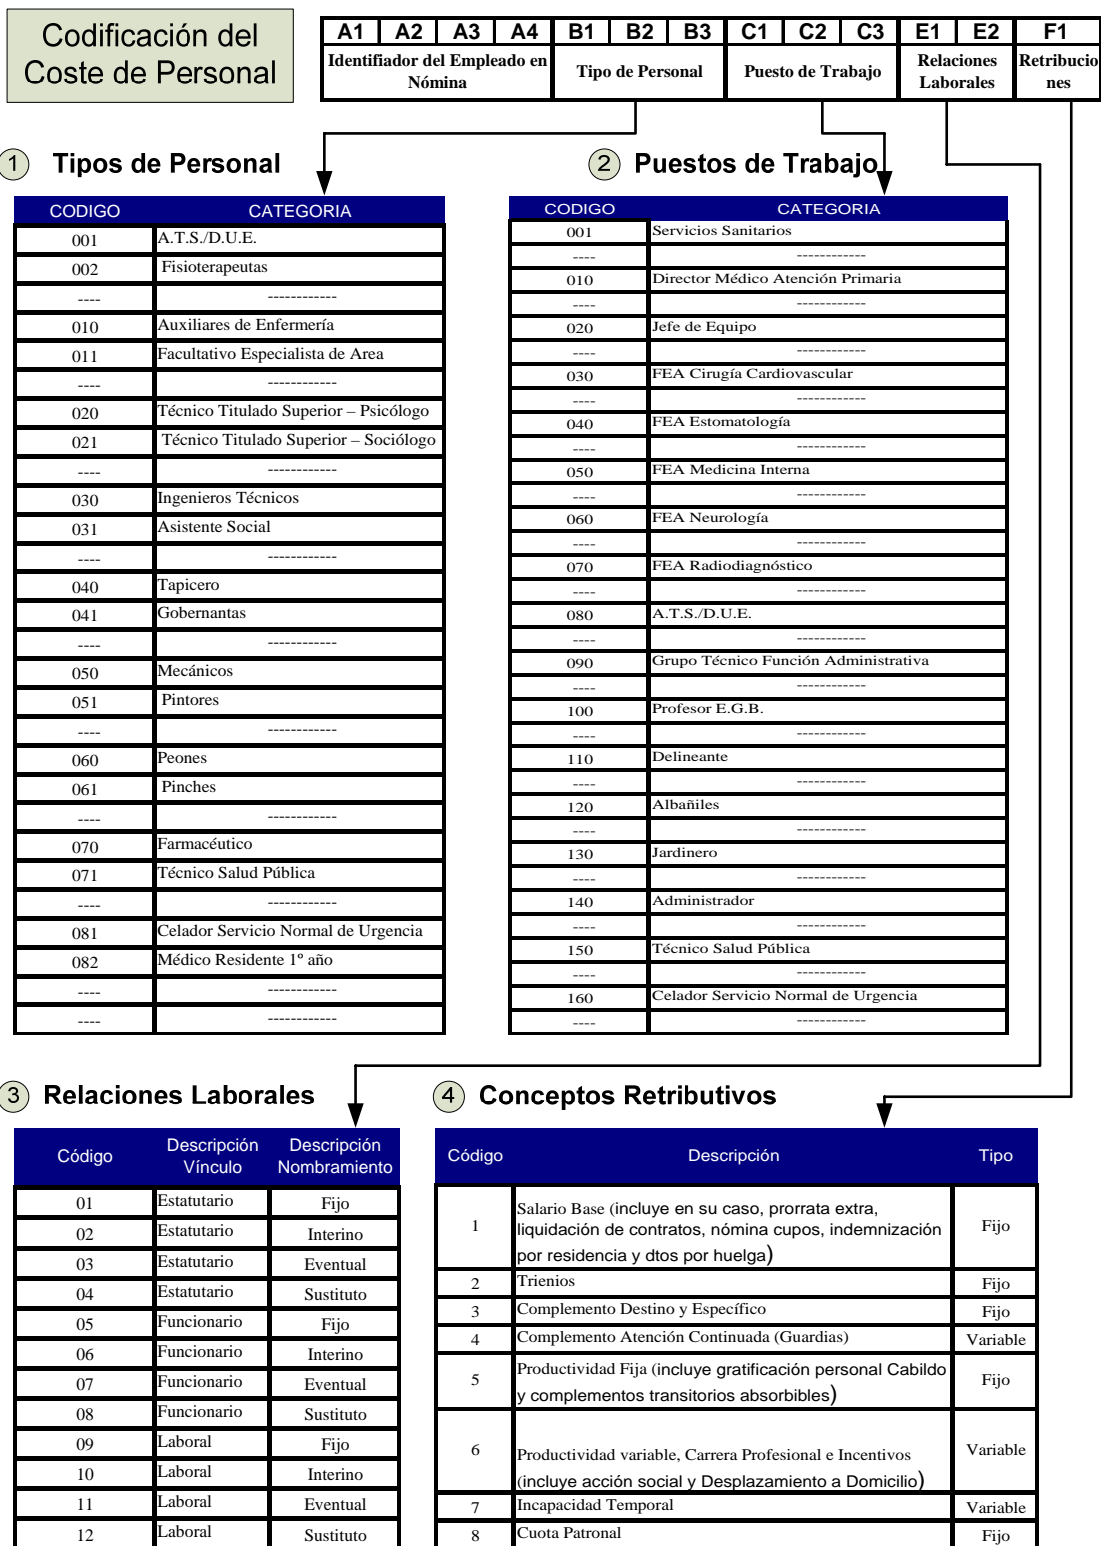 Codificación del
Coste de Personal
A1 A2 A3 A4 B1 B2 B3 C1 C2 C3 E1 E2 F1
Identifiador del Empleado en
Nómina
Tipo de Personal
Puesto de Trabajo
Relaciones
Laborales
Retribucio
nes
1 Tipos de Personal
CODIGO CATEGORIA
001 A.T.S./D.U.E.
002 Fisioterapeutas
---- ------------
010 Auxiliares de Enfermería
011 Facultativo Especialista de Area
---- ------------
020 Técnico Titulado Superior – Psicólogo
021 Técnico Titulado Superior – Sociólogo
---- ------------
030 Ingenieros Técnicos
031 Asistente Social
---- ------------
040 Tapicero
041 Gobernantas
---- ------------
050 Mecánicos
051 Pintores
---- ------------
060 Peones
061 Pinches
---- ------------
070 Farmacéutico
071 Técnico Salud Pública
---- ------------
081 Celador Servicio Normal de Urgencia
082 Médico Residente 1º año
---- ------------
---- ------------
2 Puestos de Trabajo
CODIGO CATEGORIA
001 Servicios Sanitarios
---- ------------
010 Director Médico Atención Primaria
---- ------------
020 Jefe de Equipo
---- ------------
030 FEA Cirugía Cardiovascular
---- ------------
040 FEA Estomatología
---- ------------
050 FEA Medicina Interna
---- ------------
060 FEA Neurología
---- ------------
070 FEA Radiodiagnóstico
---- ------------
080 A.T.S./D.U.E.
---- ------------
090 Grupo Técnico Función Administrativa
---- ------------
100 Profesor E.G.B.
---- ------------
110 Delineante
---- ------------
120 Albañiles
---- ------------
130 Jardinero
---- ------------
140 Administrador
---- ------------
150 Técnico Salud Pública
---- ------------
160 Celador Servicio Normal de Urgencia
---- ------------
3 Relaciones Laborales
Código Descripción Vínculo Descripción Nombramiento
01 Estatutario Fijo
02 Estatutario Interino
03 Estatutario Eventual
04 Estatutario Sustituto
05 Funcionario Fijo
06 Funcionario Interino
07 Funcionario Eventual
08 Funcionario Sustituto
09 Laboral Fijo
10 Laboral Interino
11 Laboral Eventual
12 Laboral Sustituto
4 Conceptos Retributivos
Código Descripción Tipo
1 Salario Base (incluye en su caso, prorrata extra,
liquidación de contratos, nómina cupos, indemnización
por residencia y dtos por huelga) Fijo
2 Trienios Fijo
3 Complemento Destino y Específico Fijo
4 Complemento Atención Continuada (Guardias) Variable
5 Productividad Fija (incluye gratificación personal Cabildo
y complementos transitorios absorbibles) Fijo
6 Productividad variable, Carrera Profesional e Incentivos
(incluye acción social y Desplazamiento a Domicilio) Variable
7 Incapacidad Temporal Variable
8 Cuota Patronal Fijo